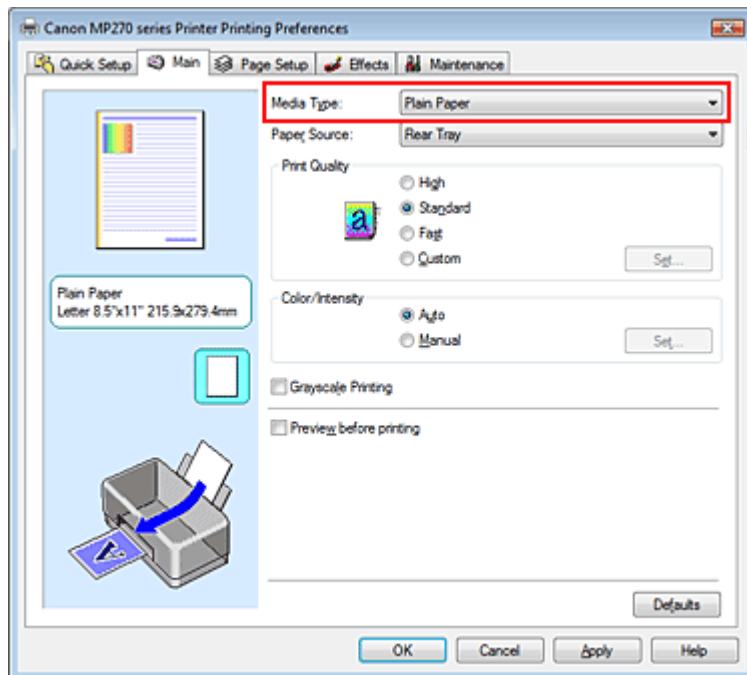 Canon MP270 series Printer Printing Preferences
Quick Setup Main Page Setup Effects Maintenance
Media Type: Plain Paper
Paper Source: Rear Tray
Print Quality
High
a Standard
Fast
Custom Set...
Plain Paper
Letter 8.5"x11" 215.9x279.4mm
Color/Intensity
Auto
Manual Set...
Grayscale Printing
Preview before printing
A
Defaults
OK Cancel Apply Help